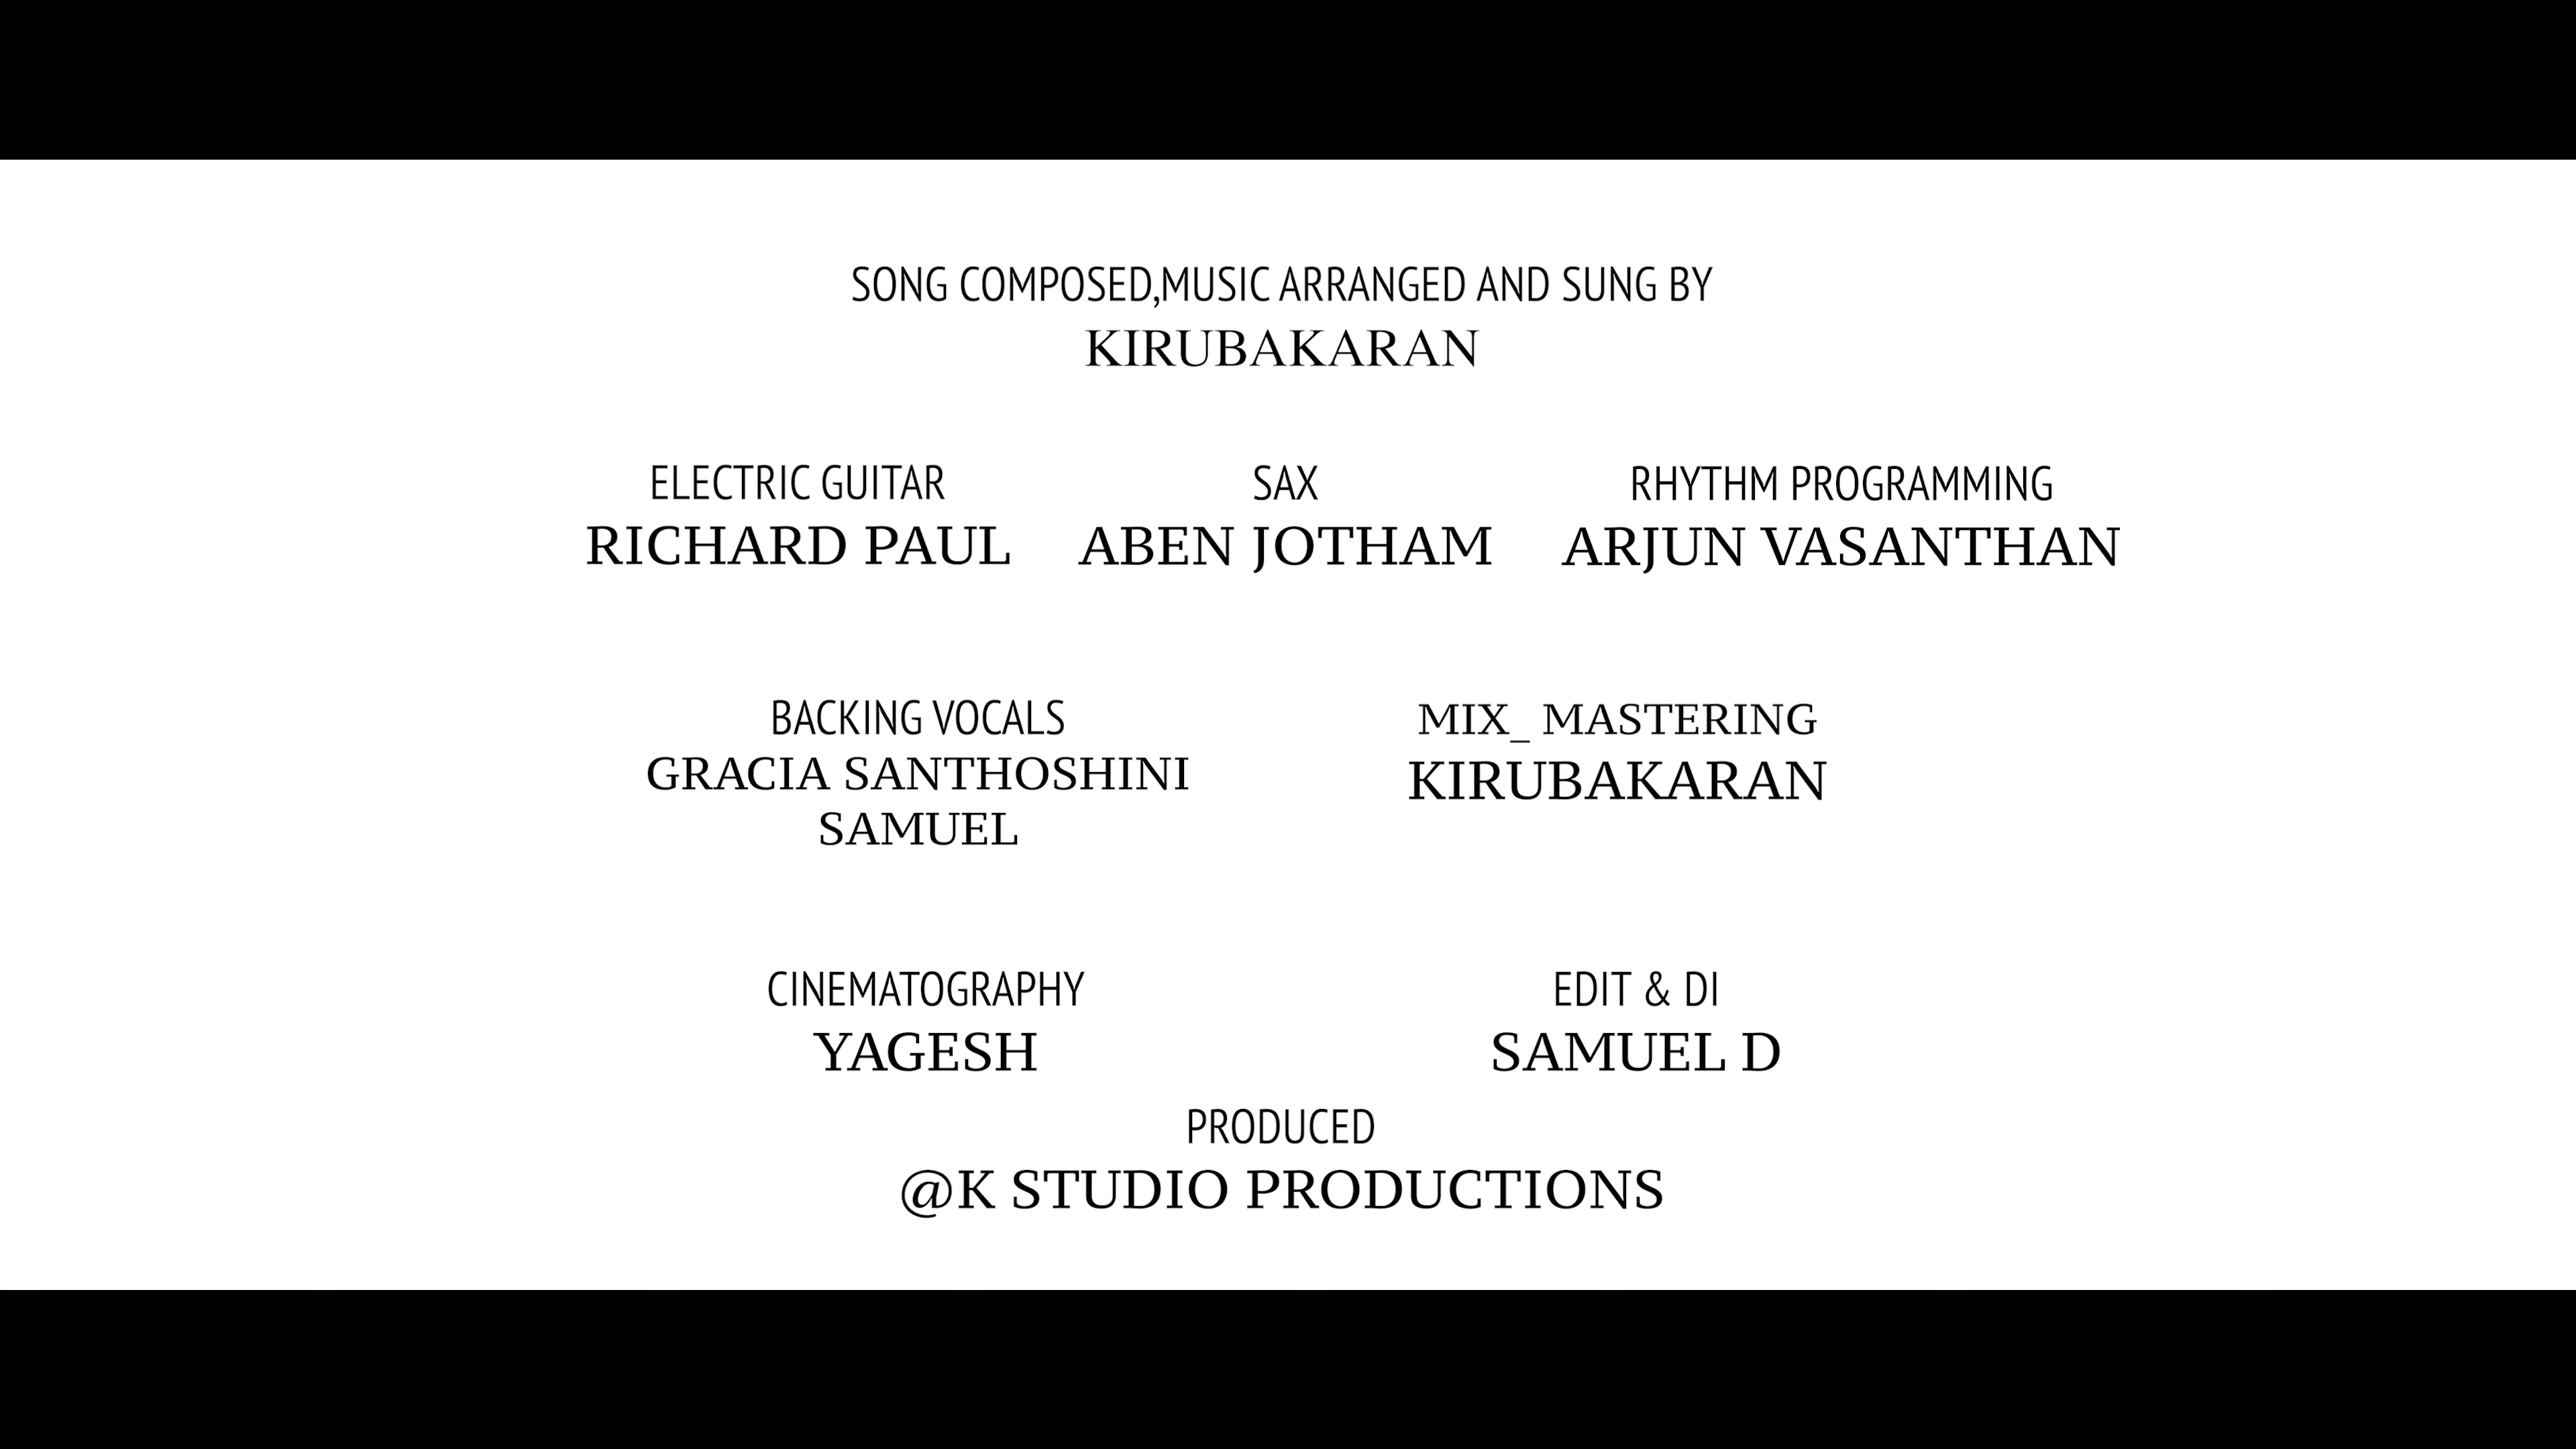 SONG COMPOSED,MUSIC ARRANGED AND SUNG BY
KIRUBAKARAN
ELECTRIC GUITAR
RICHARD PAUL
SAX
ABEN JOTHAM
RHYTHM PROGRAMMING
ARJUN VASANTHAN
BACKING VOCALS
GRACIA SANTHOSHINI
SAMUEL
MIX_ MASTERING
KIRUBAKARAN
CINEMATOGRAPHY
YAGESH
EDIT & DI
SAMUEL D
PRODUCED
@K STUDIO PRODUCTIONS